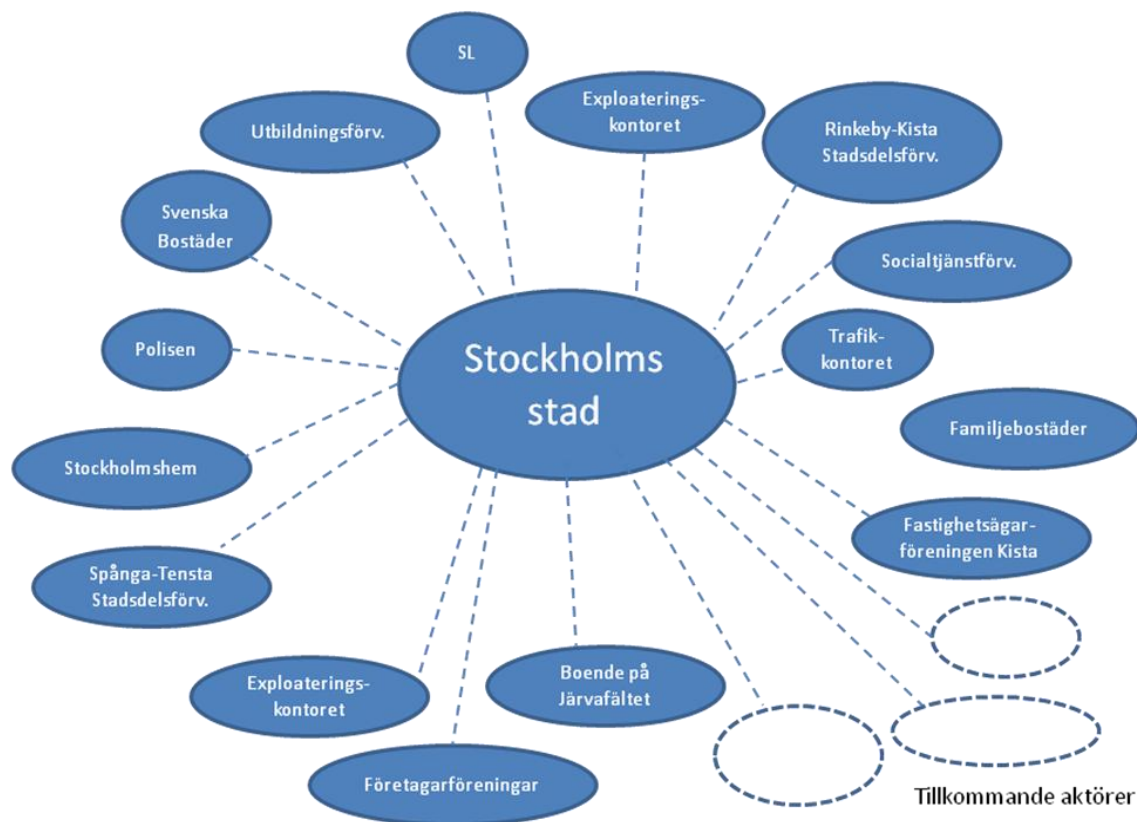 SL
Exploaterings-
kontoret
Utbildningsförv.
Rinkeby-Kista
Stadsdelsförv.
Svenska
Bostäder
Socialtjänstförv.
Polisen
Trafik-
kontoret
Stockholms
stad
Familjebostäder
Stockholmshem
Fastighetsägar-
föreningen Kista
Spånga-Tensta
Stadsdelsförv.
Exploaterings-
kontoret
Boende på
Järvafältet
Företagarföreningar
Tillkommande aktörer